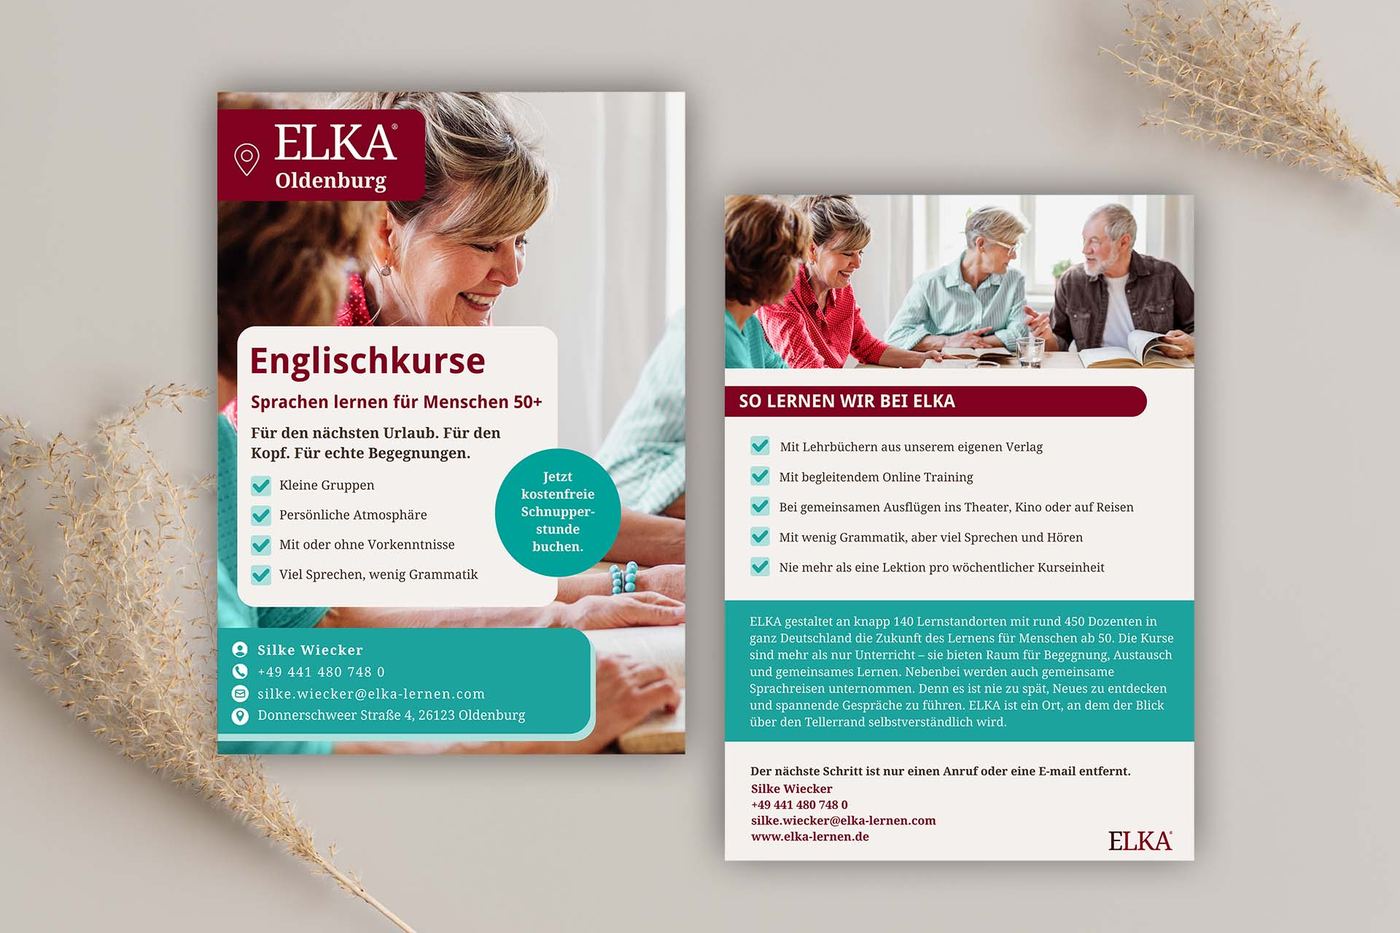 ELKA®
Oldenburg
Englischkurse
Sprachen lernen für Menschen 50+
Für den nächsten Urlaub. Für den
Kopf. Für echte Begegnungen.
Kleine Gruppen
Persönliche Atmosphäre
Mit oder ohne Vorkenntnisse
Viel Sprechen, wenig Grammatik
Jetzt
kostenfreie
Schnupper-
stunde
buchen.
Silke Wiecker
+49 441 480 748 0
silke.wiecker@elka-lernen.com
Donnerschweer Straße 4, 26123 Oldenburg
SO LERNEN WIR BEI ELKA
Mit Lehrbüchern aus unserem eigenen Verlag
Mit begleitendem Online Training
Bei gemeinsamen Ausflügen ins Theater, Kino oder auf Reisen
Mit wenig Grammatik, aber viel Sprechen und Hören
Nie mehr als eine Lektion pro wöchentlicher Kurseinheit
ELKA gestaltet an knapp 140 Lernstandorten mit rund 450 Dozenten in
ganz Deutschland die Zukunft des Lernens für Menschen ab 50. Die Kurse
sind mehr als nur Unterricht – sie bieten Raum für Begegnung, Austausch
und gemeinsames Lernen. Nebenbei werden auch gemeinsame
Sprachreisen unternommen. Denn es ist nie zu spät, Neues zu entdecken
und spannende Gespräche zu führen. ELKA ist ein Ort, an dem der Blick
über den Tellerrand selbstverständlich wird.
Der nächste Schritt ist nur einen Anruf oder eine E-mail entfernt.
Silke Wiecker
+49 441 480 748 0
silke.wiecker@elka-lernen.com
www.elka-lernen.de
ELKA®